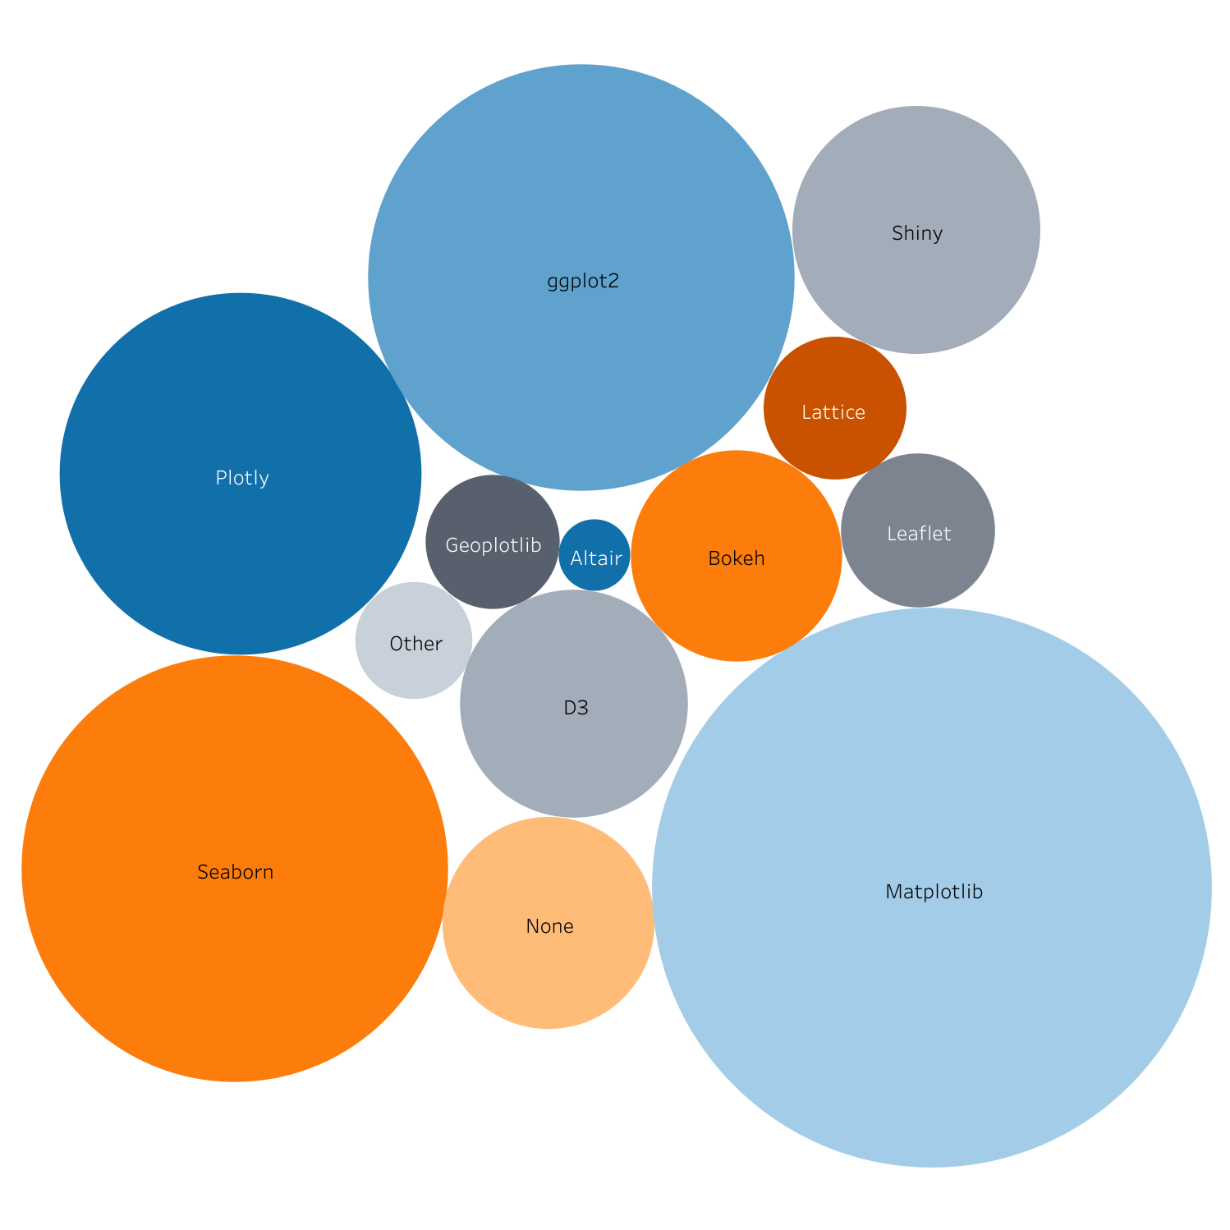 Shiny
ggplot2
Lattice
Plotly
Leaflet
Geoplotlib
Altair
Bokeh
Other
D3
Seaborn
Matplotlib
None